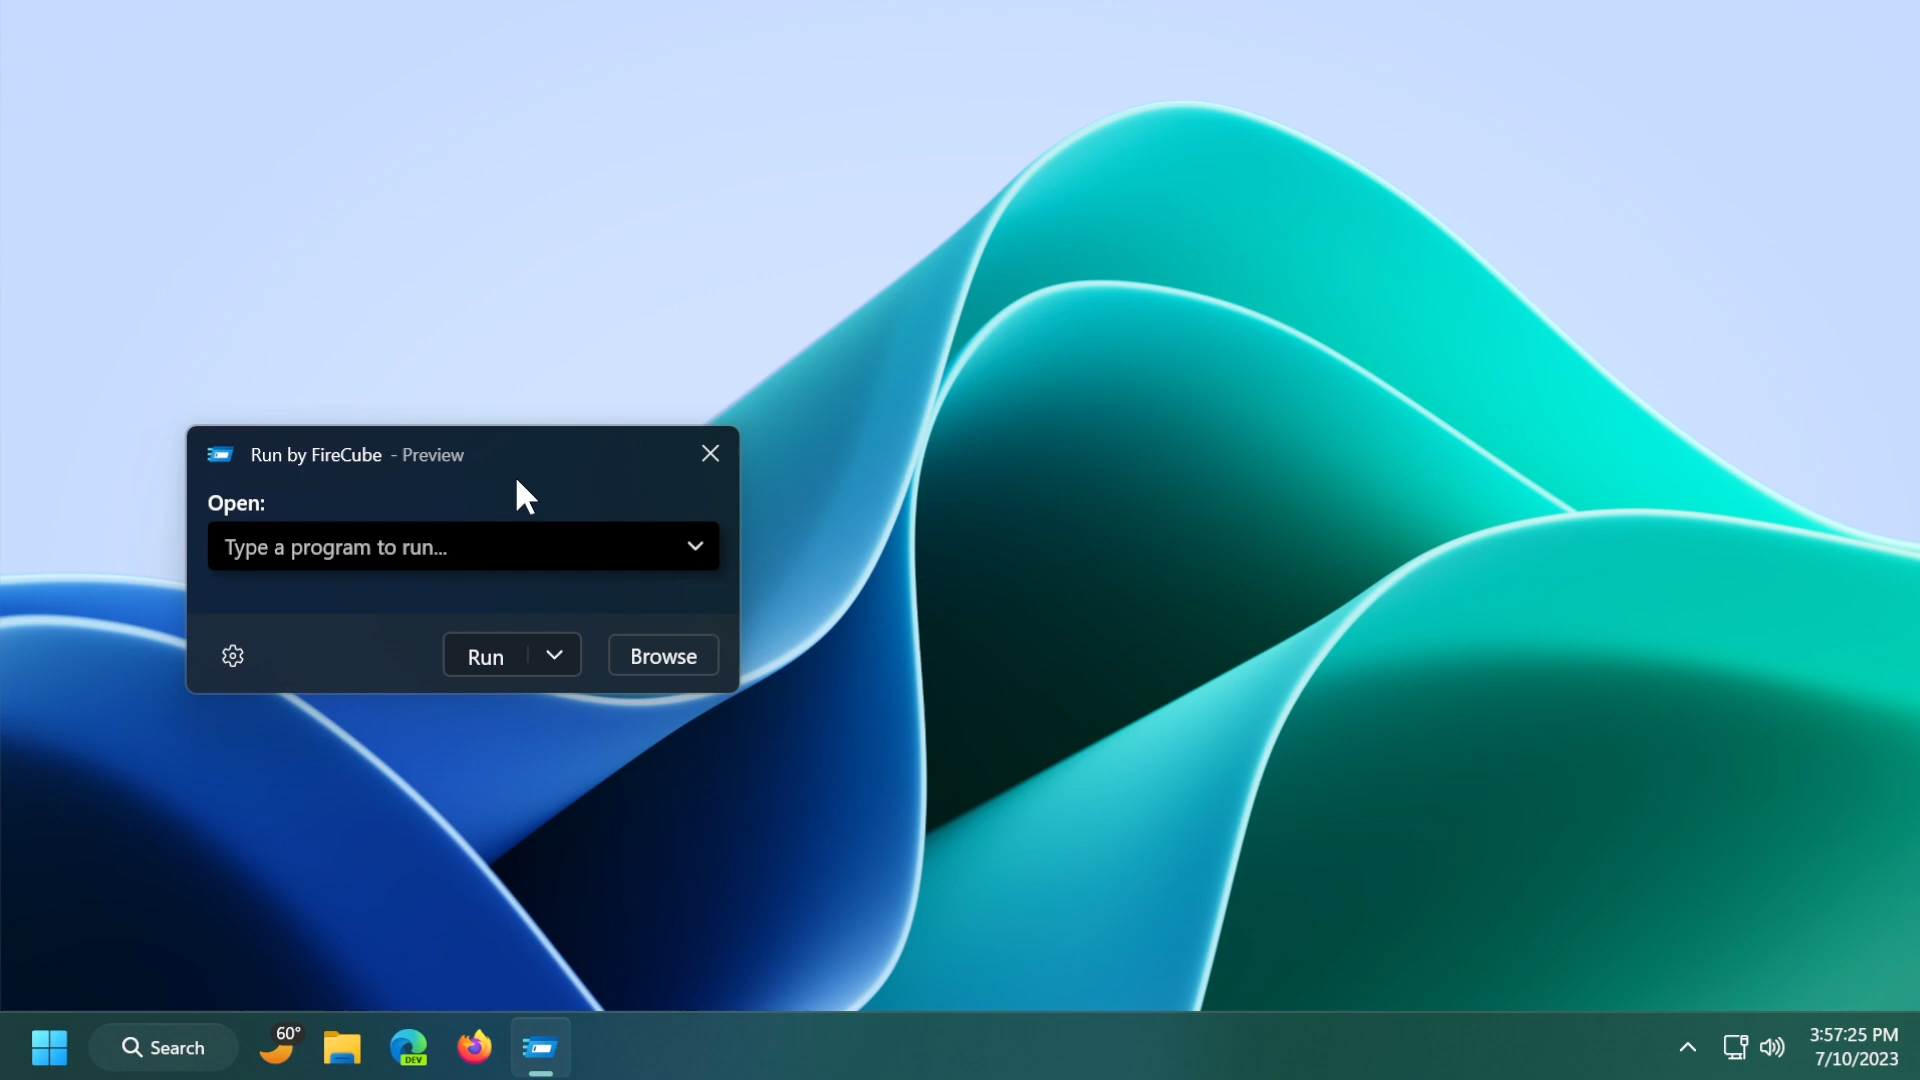 Run by FireCube - Preview
Open:
Type a program to run...
Run
Browse
Search
60°
DEV
3:57:25 PM
7/10/2023